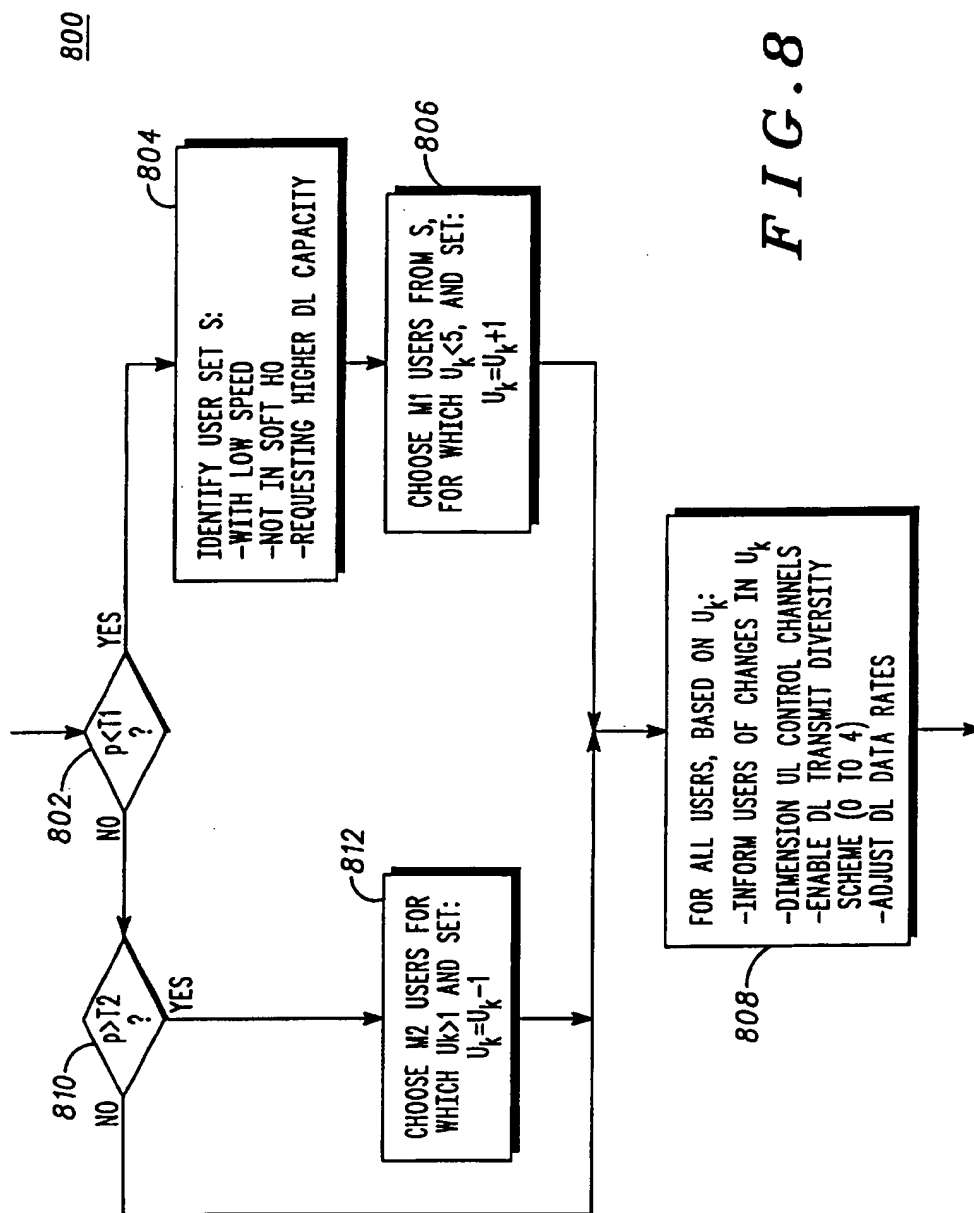 800
802
p<T1
?
YES
NO
804
IDENTIFY USER SET S:
-WITH LOW SPEED
-NOT IN SOFT HO
-REQUESTING HIGHER DL CAPACITY
806
CHOOSE M1 USERS FROM S,
FOR WHICH Uk<5, AND SET:
Uk=Uk+1
810
p>T2
?
YES
NO
812
CHOOSE M2 USERS FOR
WHICH Uk>1 AND SET:
Uk=Uk-1
808
FOR ALL USERS, BASED ON Uk:
-INFORM USERS OF CHANGES IN Uk
-DIMENSION UL CONTROL CHANNELS
-ENABLE DL TRANSMIT DIVERSITY
SCHEME (0 TO 4)
-ADJUST DL DATA RATES
FIG.8